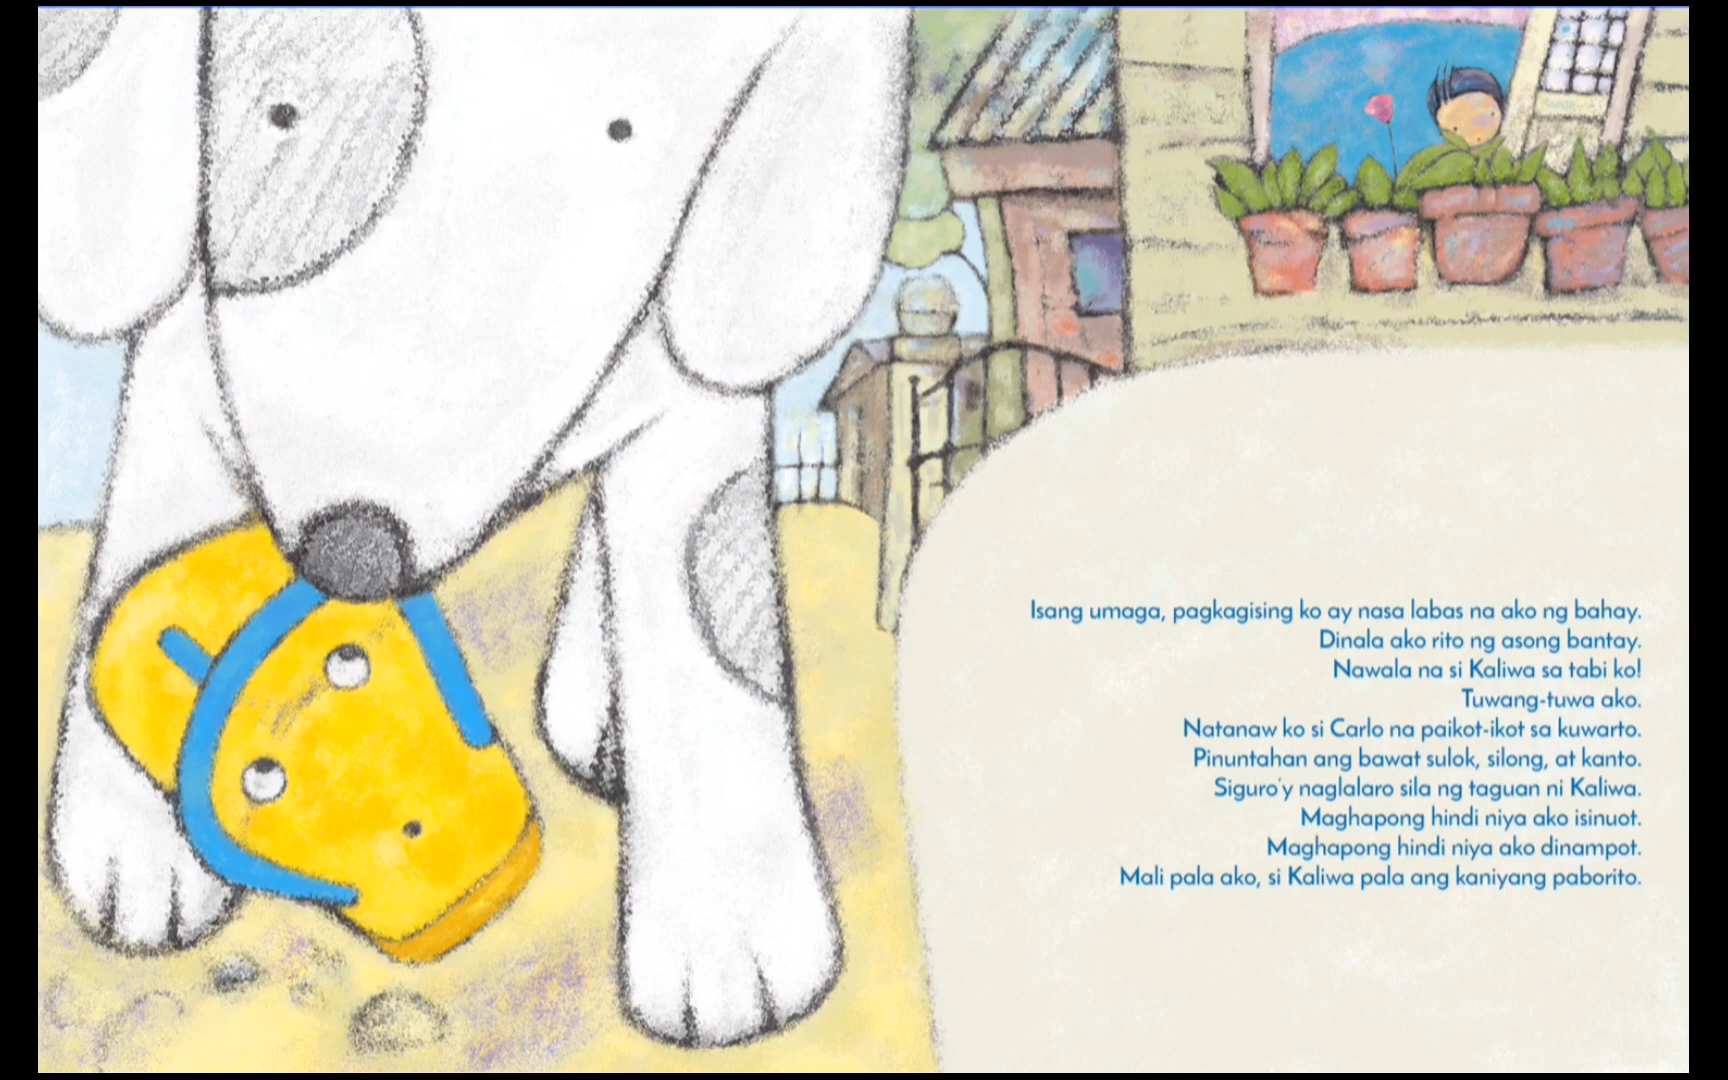 Isang umaga, pagkagising ko ay nasa labas na ako ng bahay.
Dinala ako rito ng asong bantay.
Nawala na si Kaliwa sa tabi ko!
Tuwang-tuwa ako.
Natanaw ko si Carlo na paikot-ikot sa kuwarto.
Pinuntahan ang bawat sulok, silong, at kanto.
Siguro'y naglalaro sila ng taguan ni Kaliwa.
Maghapong hindi niya ako isinuot.
Maghapong hindi niya ako dinampot.
Mali pala ako, si Kaliwa pala ang kaniyang paborito.